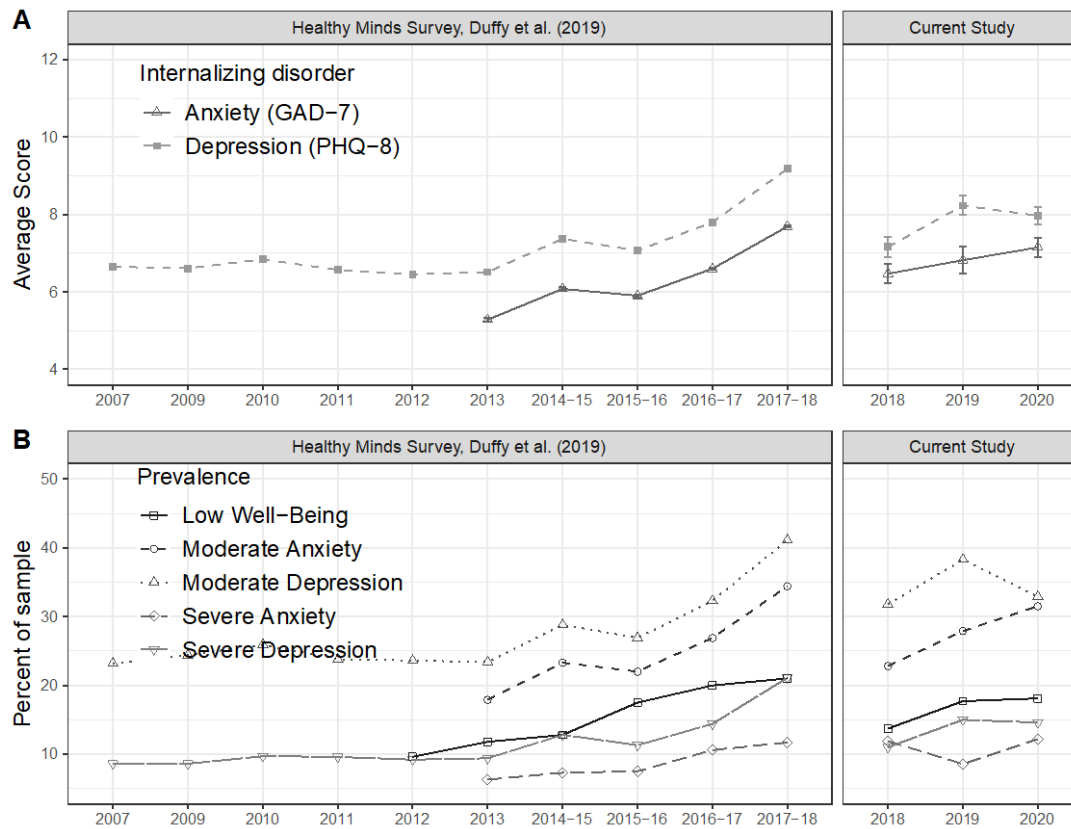 A
Healthy Minds Survey, Duffy et al. (2019)
Current Study
Internalizing disorder
Anxiety (GAD−7)
Depression (PHQ−8)
Average Score
12
10
8
6
4
2007 2009 2010 2011 2012 2013 2014−15 2015−16 2016−17 2017−18
2018 2019 2020
B
Healthy Minds Survey, Duffy et al. (2019)
Current Study
Prevalence
Low Well−Being
Moderate Anxiety
Moderate Depression
Severe Anxiety
Severe Depression
Percent of sample
50
40
30
20
10
2007 2009 2010 2011 2012 2013 2014−15 2015−16 2016−17 2017−18
2018 2019 2020